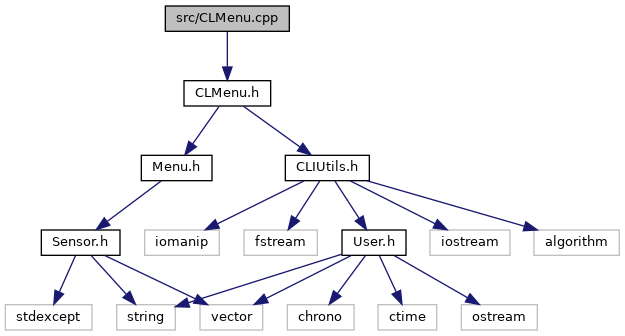 src/CLMenu.cpp
CLMenu.h
Menu.h
CLIUtils.h
Sensor.h
iomanip
fstream
User.h
iostream
algorithm
stdexcept
string
vector
chrono
ctime
ostream